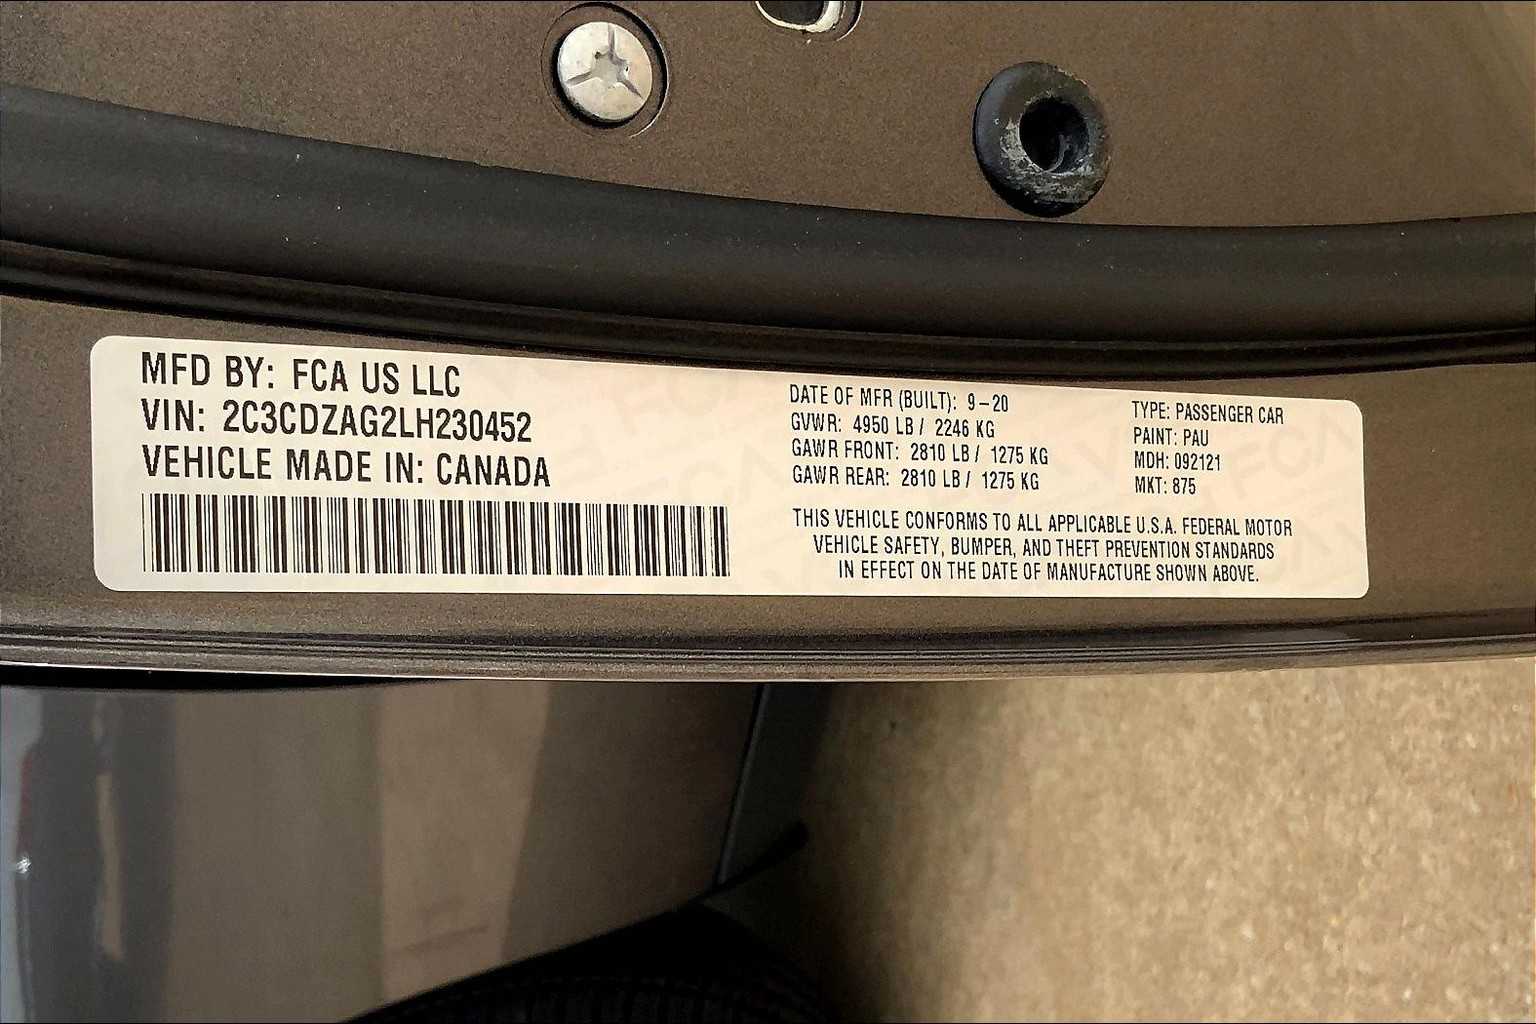 MFD BY: FCA US LLC
VIN: 2C3CDZAG2LH230452
VEHICLE MADE IN: CANADA
DATE OF MFR (BUILT): 9-20
GVWR: 4950 LB / 2246 KG
GAWR FRONT: 2810 LB / 1275 KG
GAWR REAR: 2810 LB / 1275 KG
TYPE: PASSENGER CAR
PAINT: PAU
MDH: 092121
MKT: 875
THIS VEHICLE CONFORMS TO ALL APPLICABLE U.S.A. FEDERAL MOTOR
VEHICLE SAFETY, BUMPER, AND THEFT PREVENTION STANDARDS
IN EFFECT ON THE DATE OF MANUFACTURE SHOWN ABOVE.